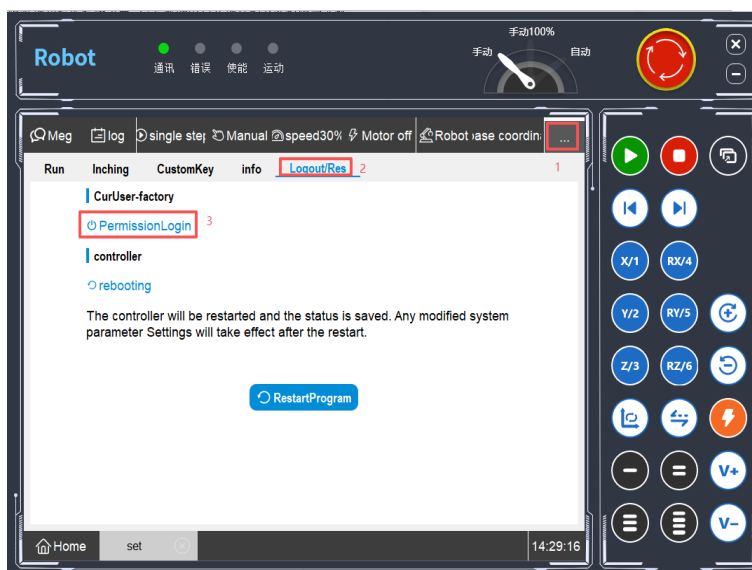 手动100%
Robot
手动
自动
通讯 错误 使能 运动
Meg log single step Manual speed30% Motor off Robot base coordin ...
Run Inching CustomKey info Logout/Res 2 1
CurUser-factory
PermissionLogin 3
controller
rebooting
The controller will be restarted and the status is saved. Any modified system
parameter Settings will take effect after the restart.
RestartProgram
Home set 14:29:16
X/1 RX/4
Y/2 RY/5
Z/3 RZ/6
V+
V−